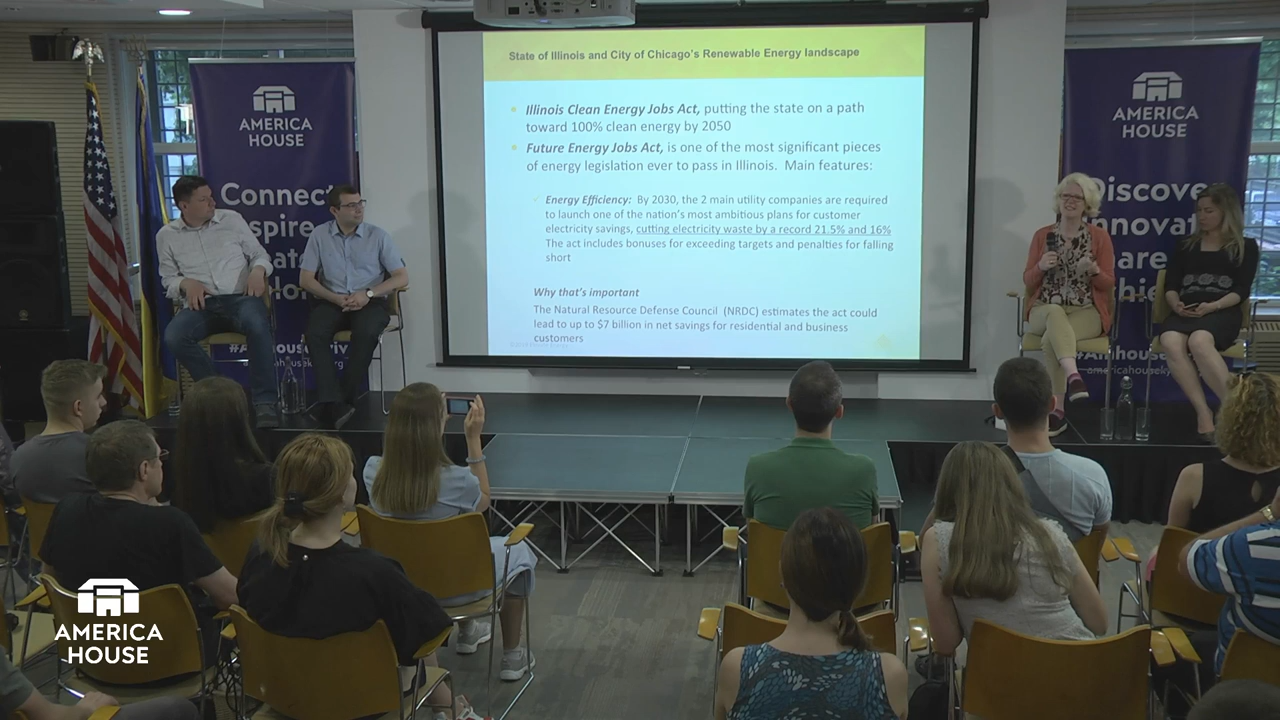 State of Illinois and City of Chicago's Renewable Energy landscape
Illinois Clean Energy Jobs Act, putting the state on a path
toward 100% clean energy by 2050
Future Energy Jobs Act, is one of the most significant pieces
of energy legislation ever to pass in Illinois. Main features:
Energy Efficiency: By 2030, the 2 main utility companies are required
to launch one of the nation's most ambitious plans for customer
electricity savings, cutting electricity waste by a record 21.5% and 16%
The act includes bonuses for exceeding targets and penalties for falling
short
Why that's important
The Natural Resource Defense Council (NRDC) estimates the act could
lead to up to $7 billion in net savings for residential and business
customers
AMERICA
HOUSE
Connect
AMERICA
HOUSE
Discover
AMERICA
HOUSE